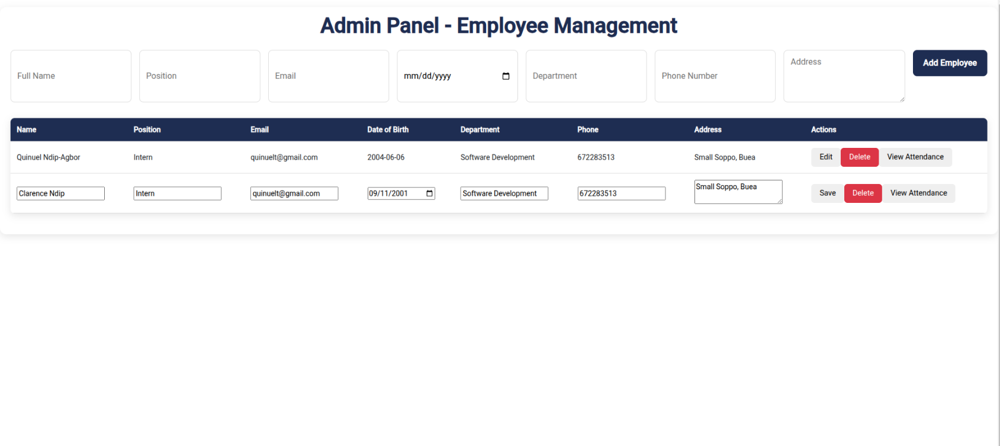 Admin Panel - Employee Management
Full Name Position Email mm/dd/yyyy Department Phone Number Address Add Employee
Name Position Email Date of Birth Department Phone Address Actions
Quinuel Ndip-Agbor Intern quinuelt@gmail.com 2004-06-06 Software Development 672283513 Small Soppo, Buea Edit Delete View Attendance
Clarence Ndip Intern quinuelt@gmail.com 09/11/2001 Software Development 672283513 Small Soppo, Buea Save Delete View Attendance